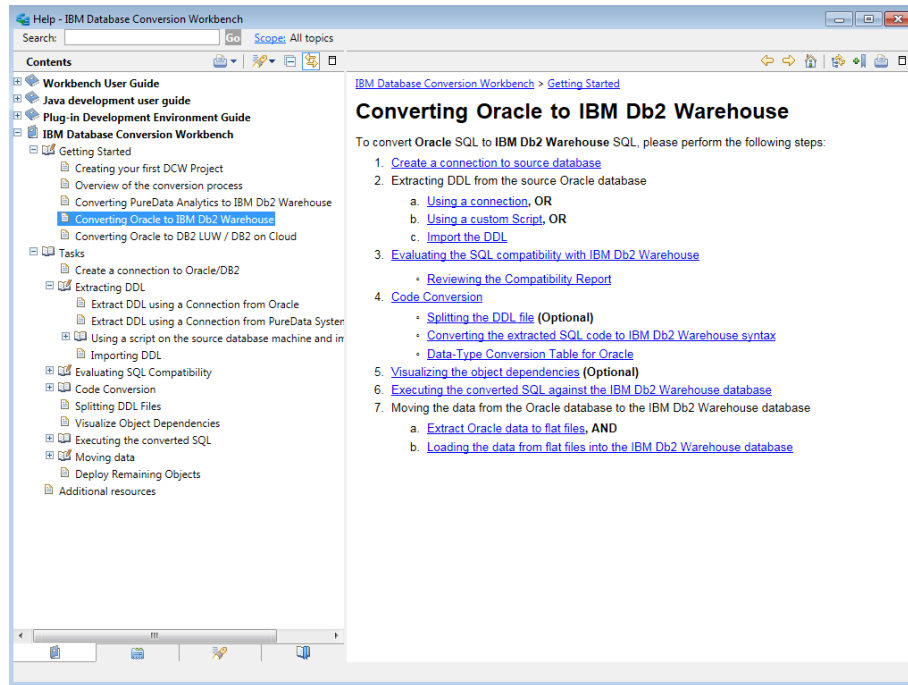 Help - IBM Database Conversion Workbench
Search:
Go
Scope: All topics
Contents
Workbench User Guide
Java development user guide
Plug-in Development Environment Guide
IBM Database Conversion Workbench
Getting Started
Creating your first DCW Project
Overview of the conversion process
Converting PureData Analytics to IBM Db2 Warehouse
Converting Oracle to IBM Db2 Warehouse
Converting Oracle to DB2 LUW / DB2 on Cloud
Tasks
Create a connection to Oracle/DB2
Extracting DDL
Extract DDL using a Connection from Oracle
Extract DDL using a Connection from PureData System
Using a script on the source database machine and im
Importing DDL
Evaluating SQL Compatibility
Code Conversion
Splitting DDL Files
Visualize Object Dependencies
Executing the converted SQL
Moving data
Deploy Remaining Objects
Additional resources
IBM Database Conversion Workbench > Getting Started
Converting Oracle to IBM Db2 Warehouse
To convert Oracle SQL to IBM Db2 Warehouse SQL, please perform the following steps:
1. Create a connection to source database
2. Extracting DDL from the source Oracle database
a. Using a connection, OR
b. Using a custom Script, OR
c. Import the DDL
3. Evaluating the SQL compatibility with IBM Db2 Warehouse
◦ Reviewing the Compatibility Report
4. Code Conversion
◦ Splitting the DDL file (Optional)
◦ Converting the extracted SQL code to IBM Db2 Warehouse syntax
◦ Data-Type Conversion Table for Oracle
5. Visualizing the object dependencies (Optional)
6. Executing the converted SQL against the IBM Db2 Warehouse database
7. Moving the data from the Oracle database to the IBM Db2 Warehouse database
a. Extract Oracle data to flat files, AND
b. Loading the data from flat files into the IBM Db2 Warehouse database